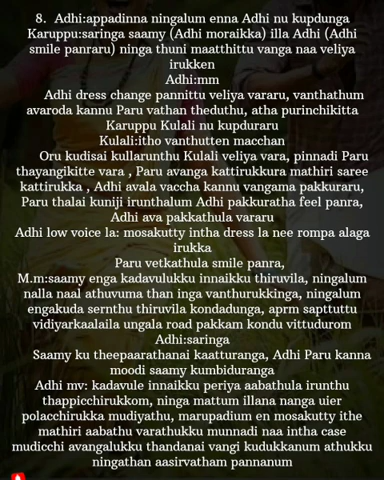 8. Adhi:appadinna ningalum enna Adhi nu kupdunga
Karuppu:saringa saamy (Adhi moraikka) illa Adhi (Adhi
smile panraru) ninga thuni maatthittu vanga naa veliya
irukken
Adhi:mm
Adhi dress change pannittu veliya vararu, vanthathum
avaroda kannu Paru vathan theduthu, atha purinchikitta
Karuppu Kulali nu kupduraru
Kulali:itho vanthutten macchan
Oru kudisai kullarunthu Kulali veliya vara, pinnadi Paru
thayangikitte vara , Paru avanga kattirukkura mathiri saree
kattirukka , Adhi avala vaccha kannu vangama pakkuraru,
Paru thalai kuniji irunthalum Adhi pakkuratha feel panra,
Adhi ava pakkathula vararu
Adhi low voice la: mosakutty intha dress la nee rompa alaga
irukka
Paru vetkathula smile panra,
M.m:saamy enga kadavulukku innaikku thiruvila, ningalum
nalla naal athuvuma than inga vanthurukkinga, ningalum
engakuda sernthu thiruvila kondadunga, aprm sapttuttu
vidiyarkaalaila ungala road pakkam kondu vittudurom
Adhi:saringa
Saamy ku theepaarathanai kaatturanga, Adhi Paru kanna
moodi saamy kumbiduranga
Adhi mv: kadavule innaikku periya aabathula irunthu
thappicchirukkom, ninga mattum illana nanga uier
polacchirukka mudiyathu, marupadium en mosakutty ithe
mathiri aabathu varathukku munnadi naa intha case
mudicchi avangalukku thandanai vangi kudukkanum athukku
ningathan aasirvatham pannanum